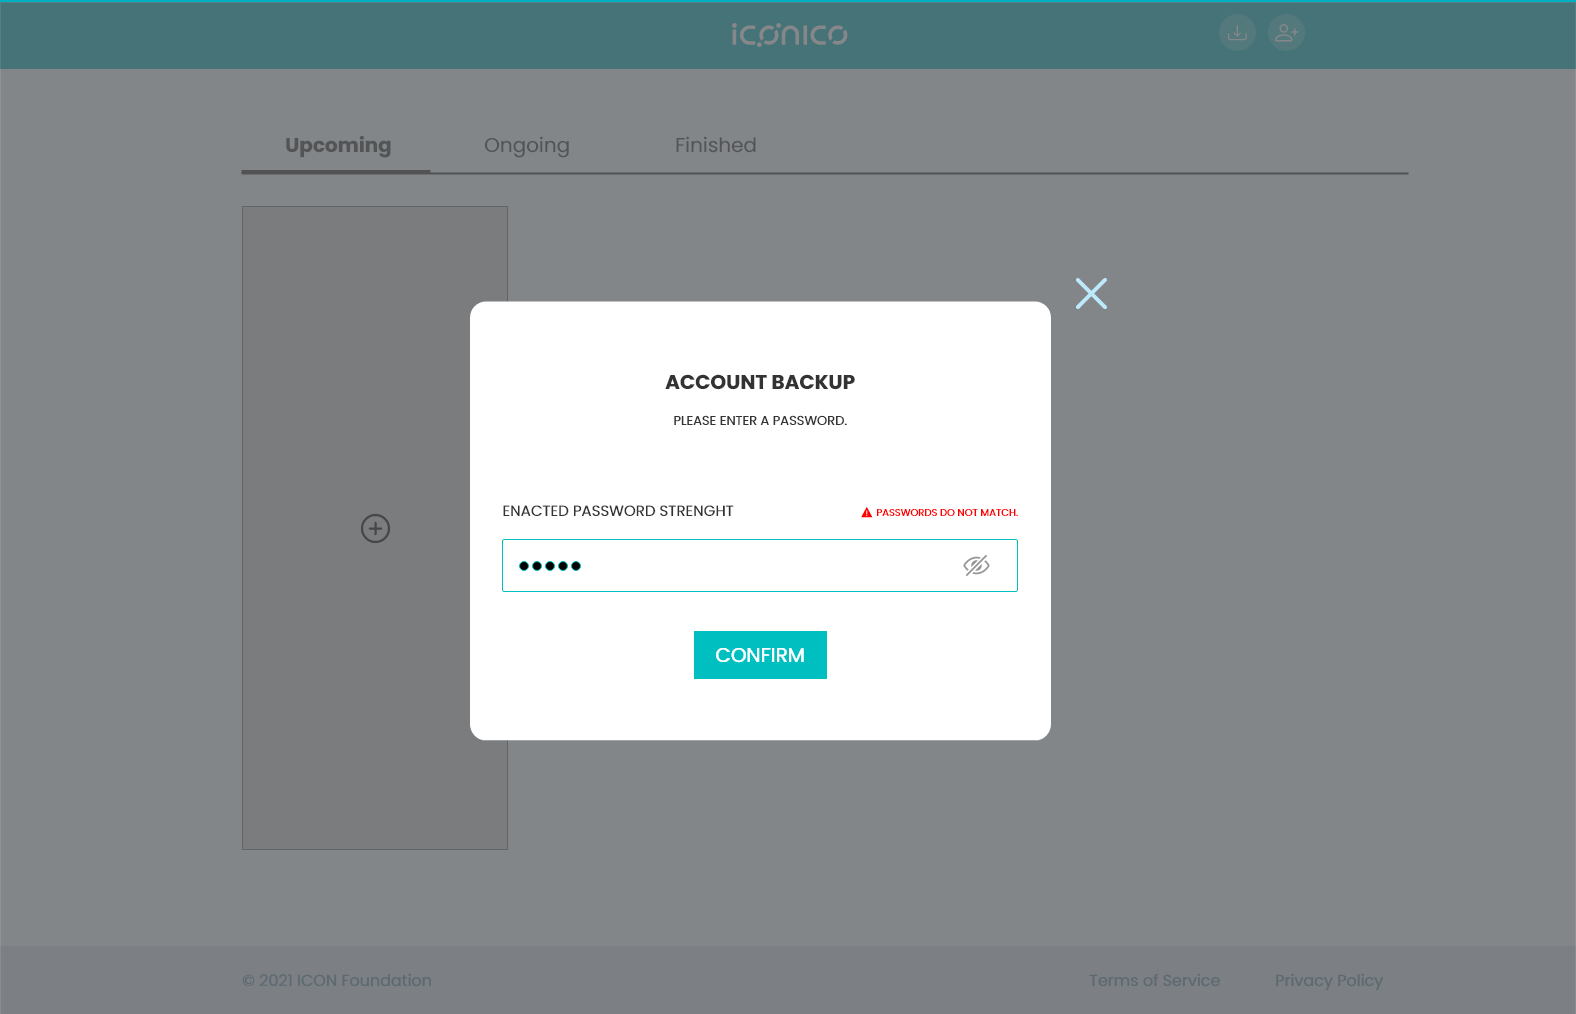 iconico
Upcoming Ongoing Finished
ACCOUNT BACKUP
PLEASE ENTER A PASSWORD.
ENACTED PASSWORD STRENGHT PASSWORDS DO NOT MATCH.
CONFIRM
© 2021 ICON Foundation Terms of Service Privacy Policy